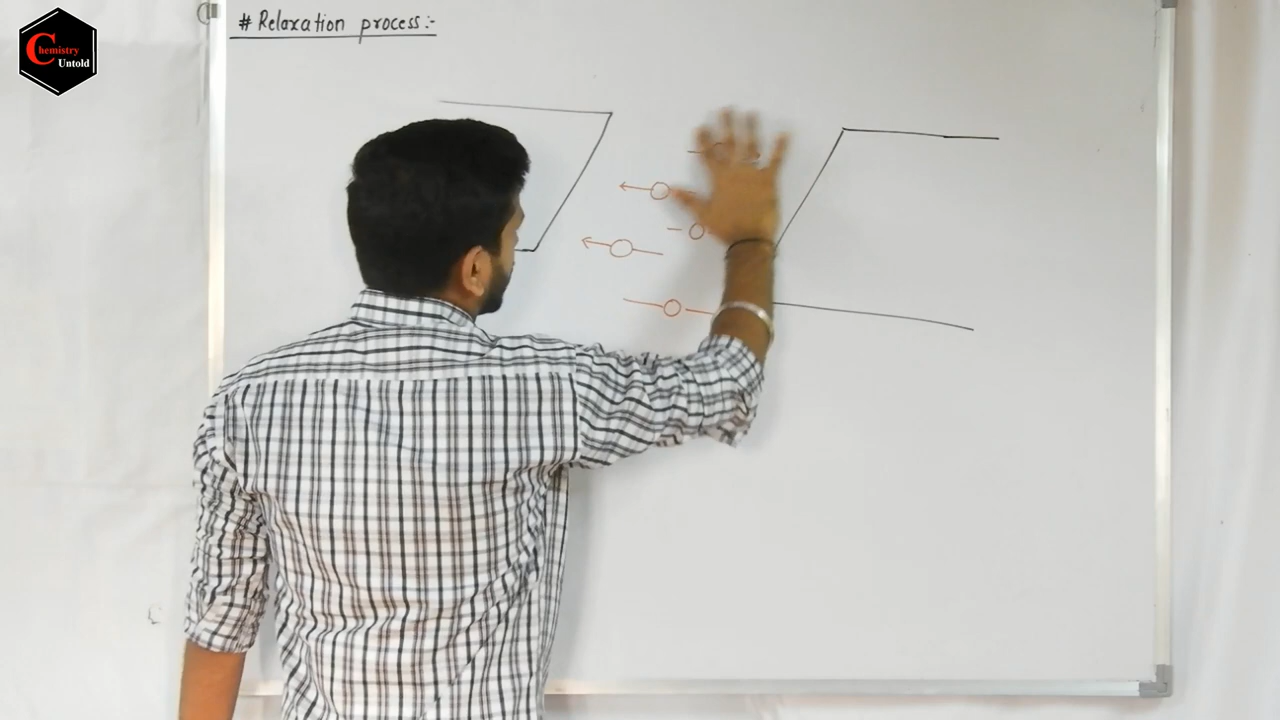 # Relaxation process:-
Chemistry
Untold